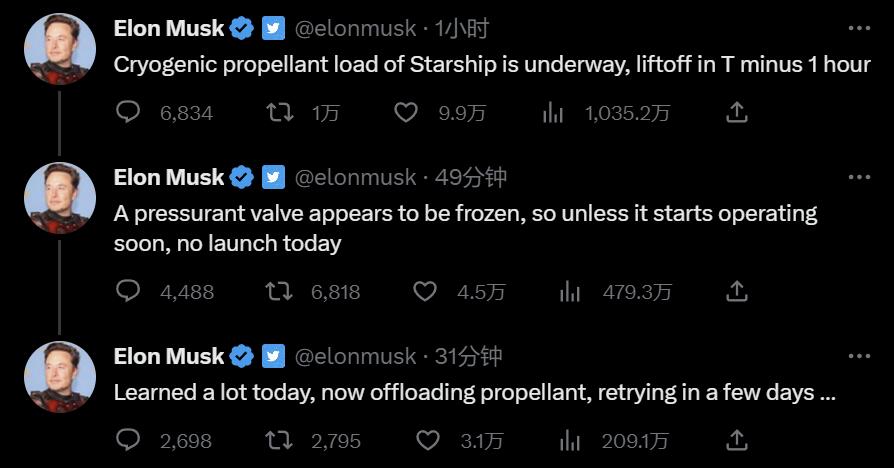 Elon Musk @elonmusk · 1小时
Cryogenic propellant load of Starship is underway, liftoff in T minus 1 hour
6,834 1万 9.9万 1,035.2万
Elon Musk @elonmusk · 49分钟
A pressurant valve appears to be frozen, so unless it starts operating
soon, no launch today
4,488 6,818 4.5万 479.3万
Elon Musk @elonmusk · 31分钟
Learned a lot today, now offloading propellant, retrying in a few days ...
2,698 2,795 3.1万 209.1万